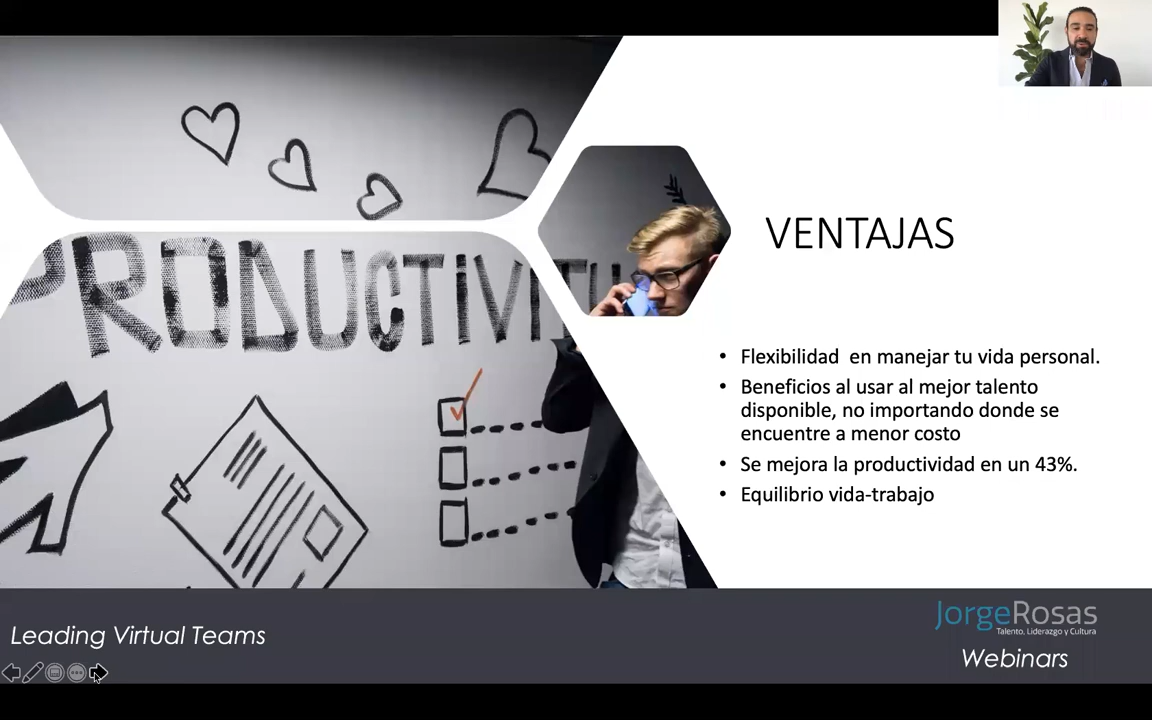 PRODUCTIVITY
VENTAJAS
• Flexibilidad  en manejar tu vida personal.
• Beneficios al usar al mejor talento
disponible, no importando donde se
encuentre a menor costo
• Se mejora la productividad en un 43%.
• Equilibrio vida-trabajo
Leading Virtual Teams
JorgeRosas
Talento, Liderazgo y Cultura
Webinars